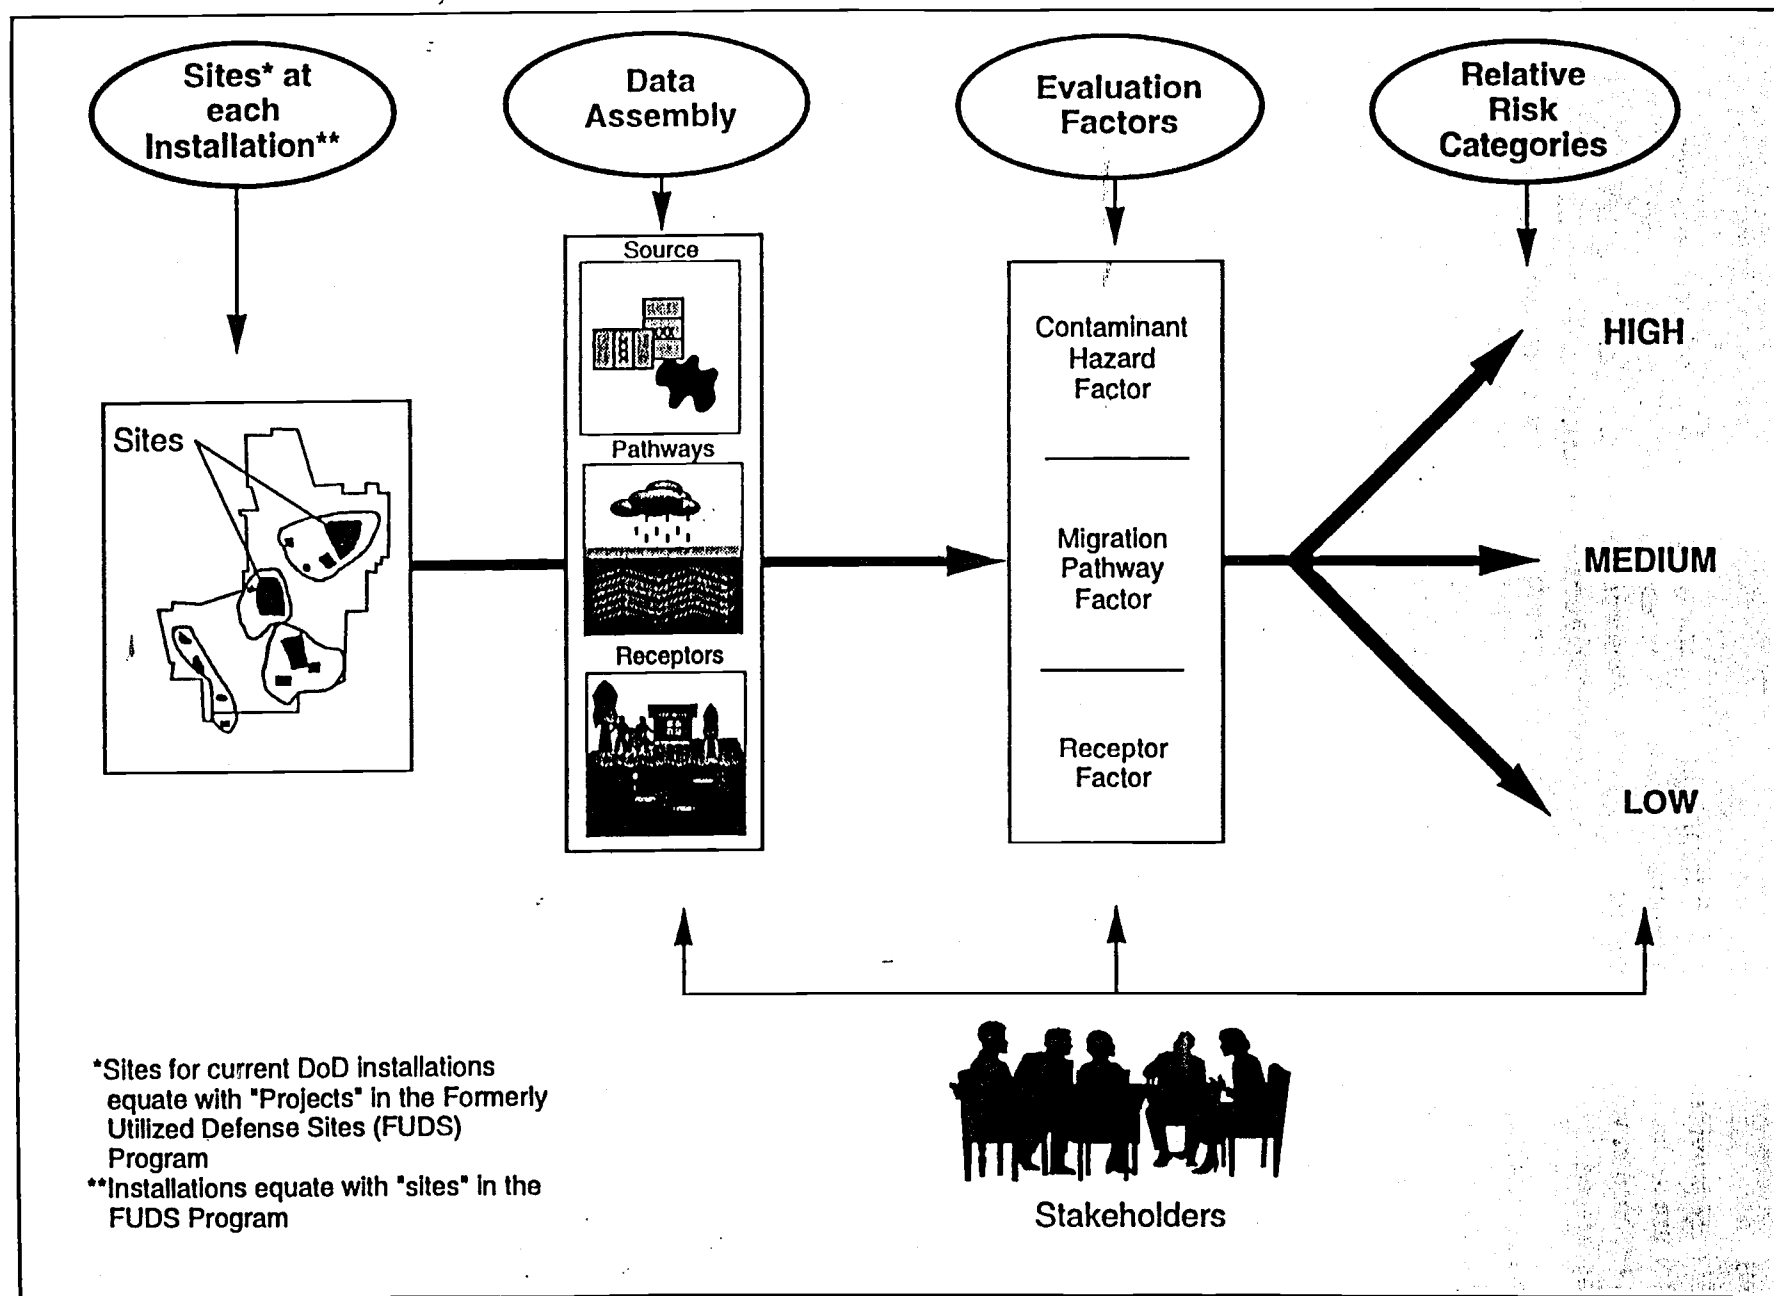 Sites* at
each
Installation**
Data
Assembly
Evaluation
Factors
Relative
Risk
Categories
Source
Sites
Pathways
Receptors
Contaminant
Hazard
Factor
Migration
Pathway
Factor
Receptor
Factor
HIGH
MEDIUM
LOW
*Sites for current DoD installations
equate with "Projects" in the Formerly
Utilized Defense Sites (FUDS)
Program
**Installations equate with "sites" in the
FUDS Program
Stakeholders